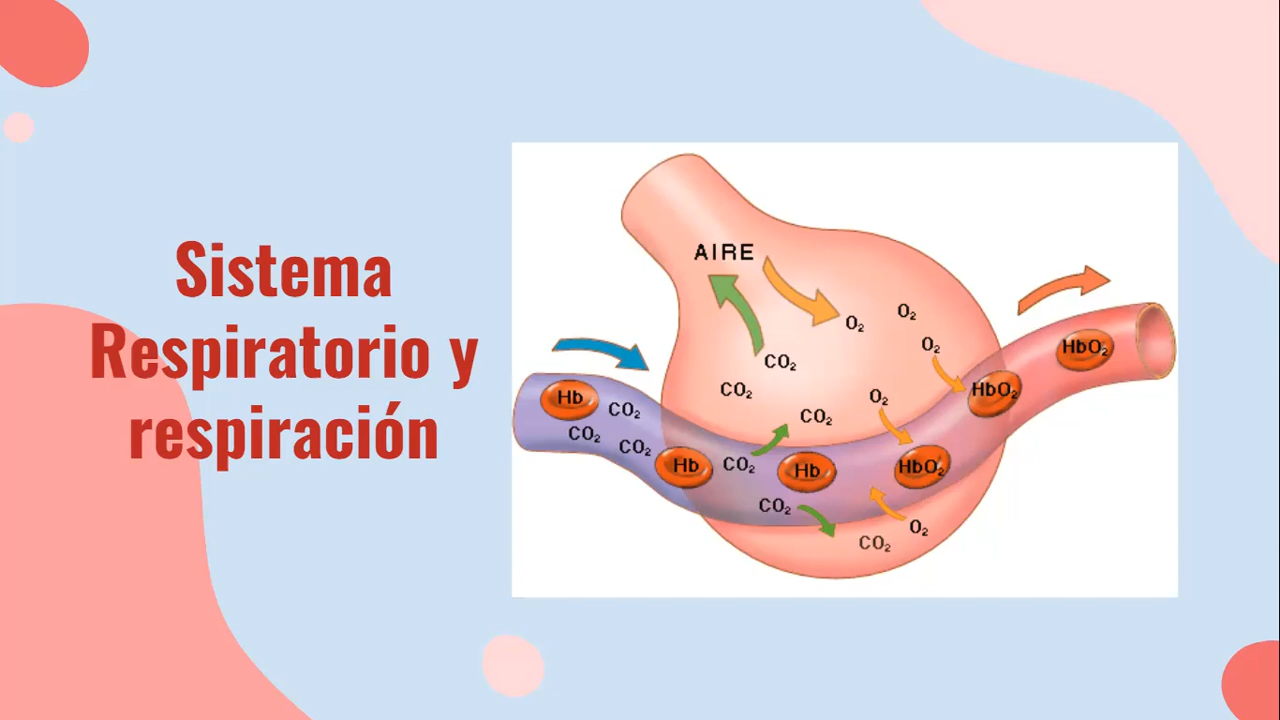 Sistema
Respiratorio y
respiración
AIRE
O₂
O₂
O₂
CO₂
CO₂
O₂
CO₂
HbO₂
HbO₂
Hb
CO₂
CO₂
CO₂
Hb
CO₂
Hb
HbO₂
CO₂
O₂
CO₂